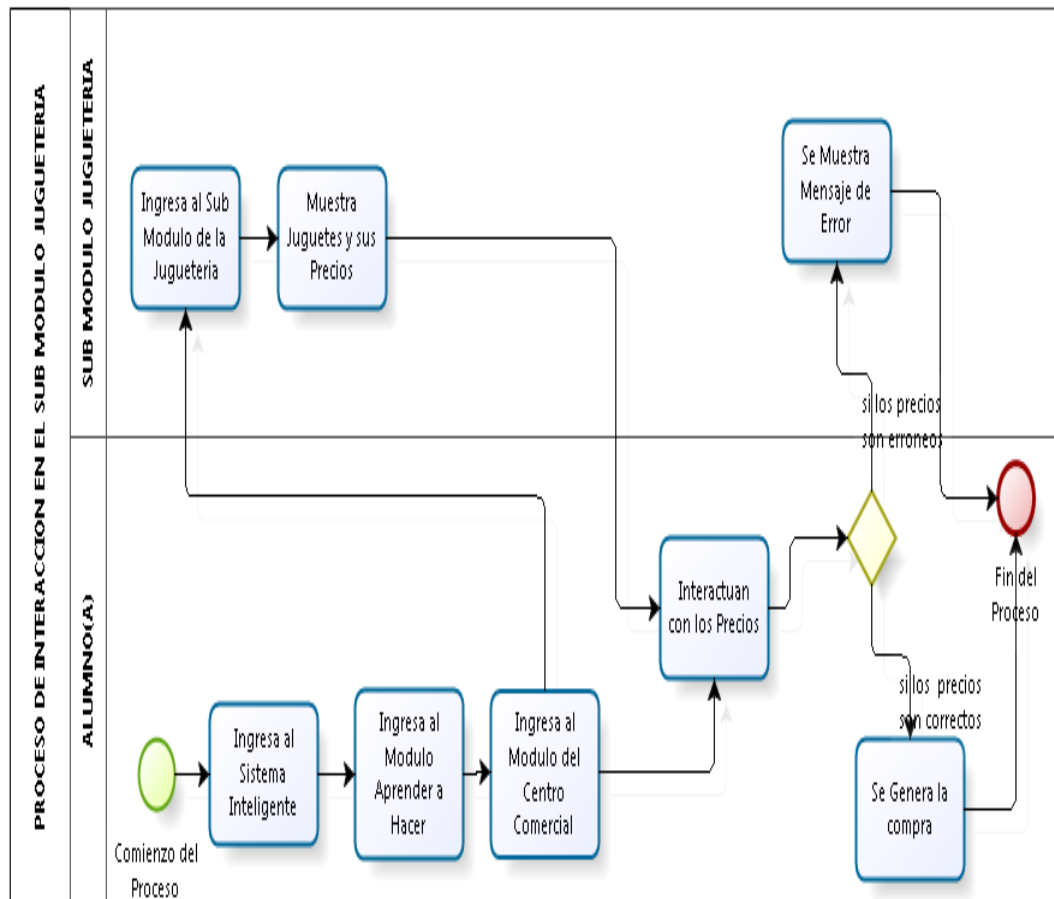 PROCESO DE INTERACCION EN EL SUB MODULO JUGUETERIA
SUB MODULO JUGUETERIA
Ingresa al Sub
Modulo de la
Jugueteria
Muestra
Juguetes y sus
Precios
Se Muestra
Mensaje de
Error
si los precios
son erroneos
ALUMNO(A)
Comienzo del
Proceso
Ingresa al
Sistema
Inteligente
Ingresa al
Modulo
Aprender a
Hacer
Ingresa al
Modulo del
Centro
Comercial
Interactuan
con los Precios
si los precios
son correctos
Se Genera la
compra
Fin del
Proceso